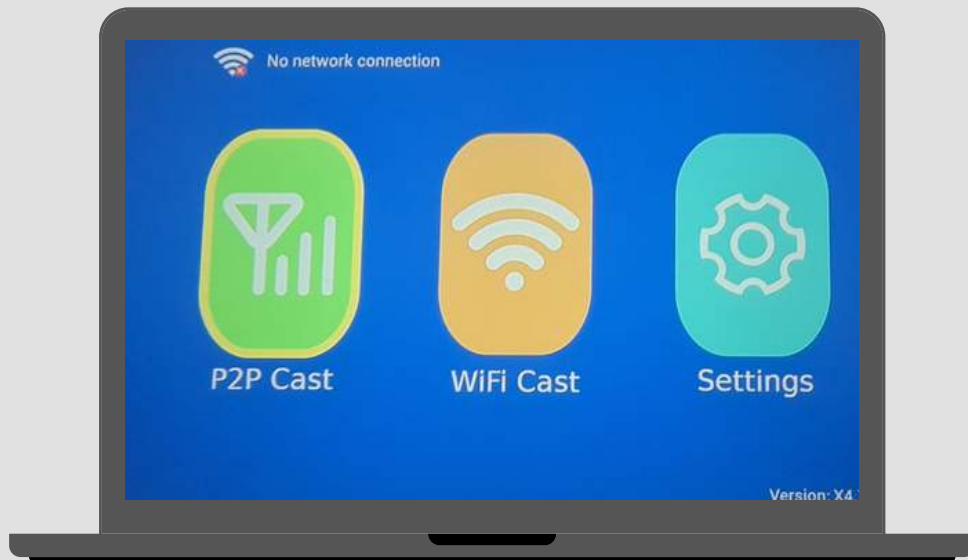 No network connection
P2P Cast
WiFi Cast
Settings
Version: X4.